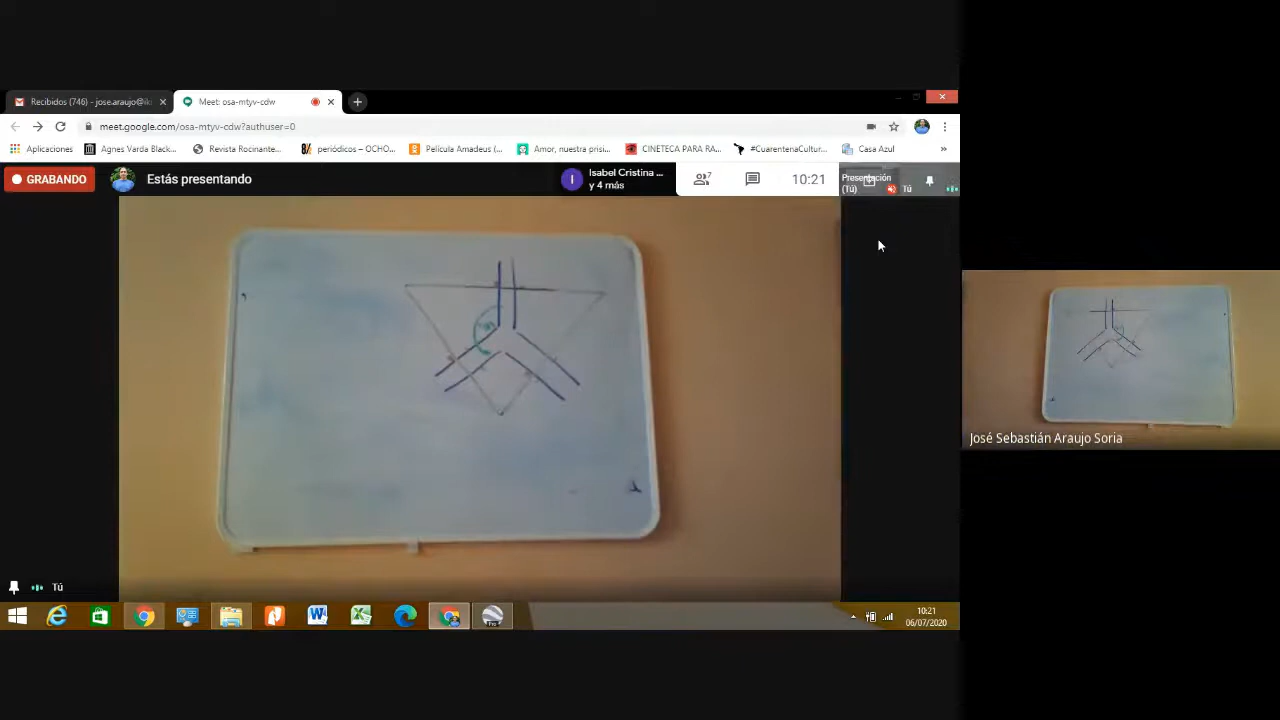 Recibidos (746) - jose.araujo@ik
Meet: osa-mtyv-cdw
meet.google.com/osa-mtyv-cdw?authuser=0
Aplicaciones
Agnes Varda Black...
Revista Rocinante...
periódicos – OCHO...
Película Amadeus (...
Amor, nuestra prisi...
CINETECA PARA RA...
#CuarentenaCultur...
Casa Azul
»
GRABANDO
Estás presentando
I
Isabel Cristina ...
y 4 más
7
10:21
Presentación
(Tú)
Tú
José Sebastián Araujo Soria
Tú
10:21
06/07/2020